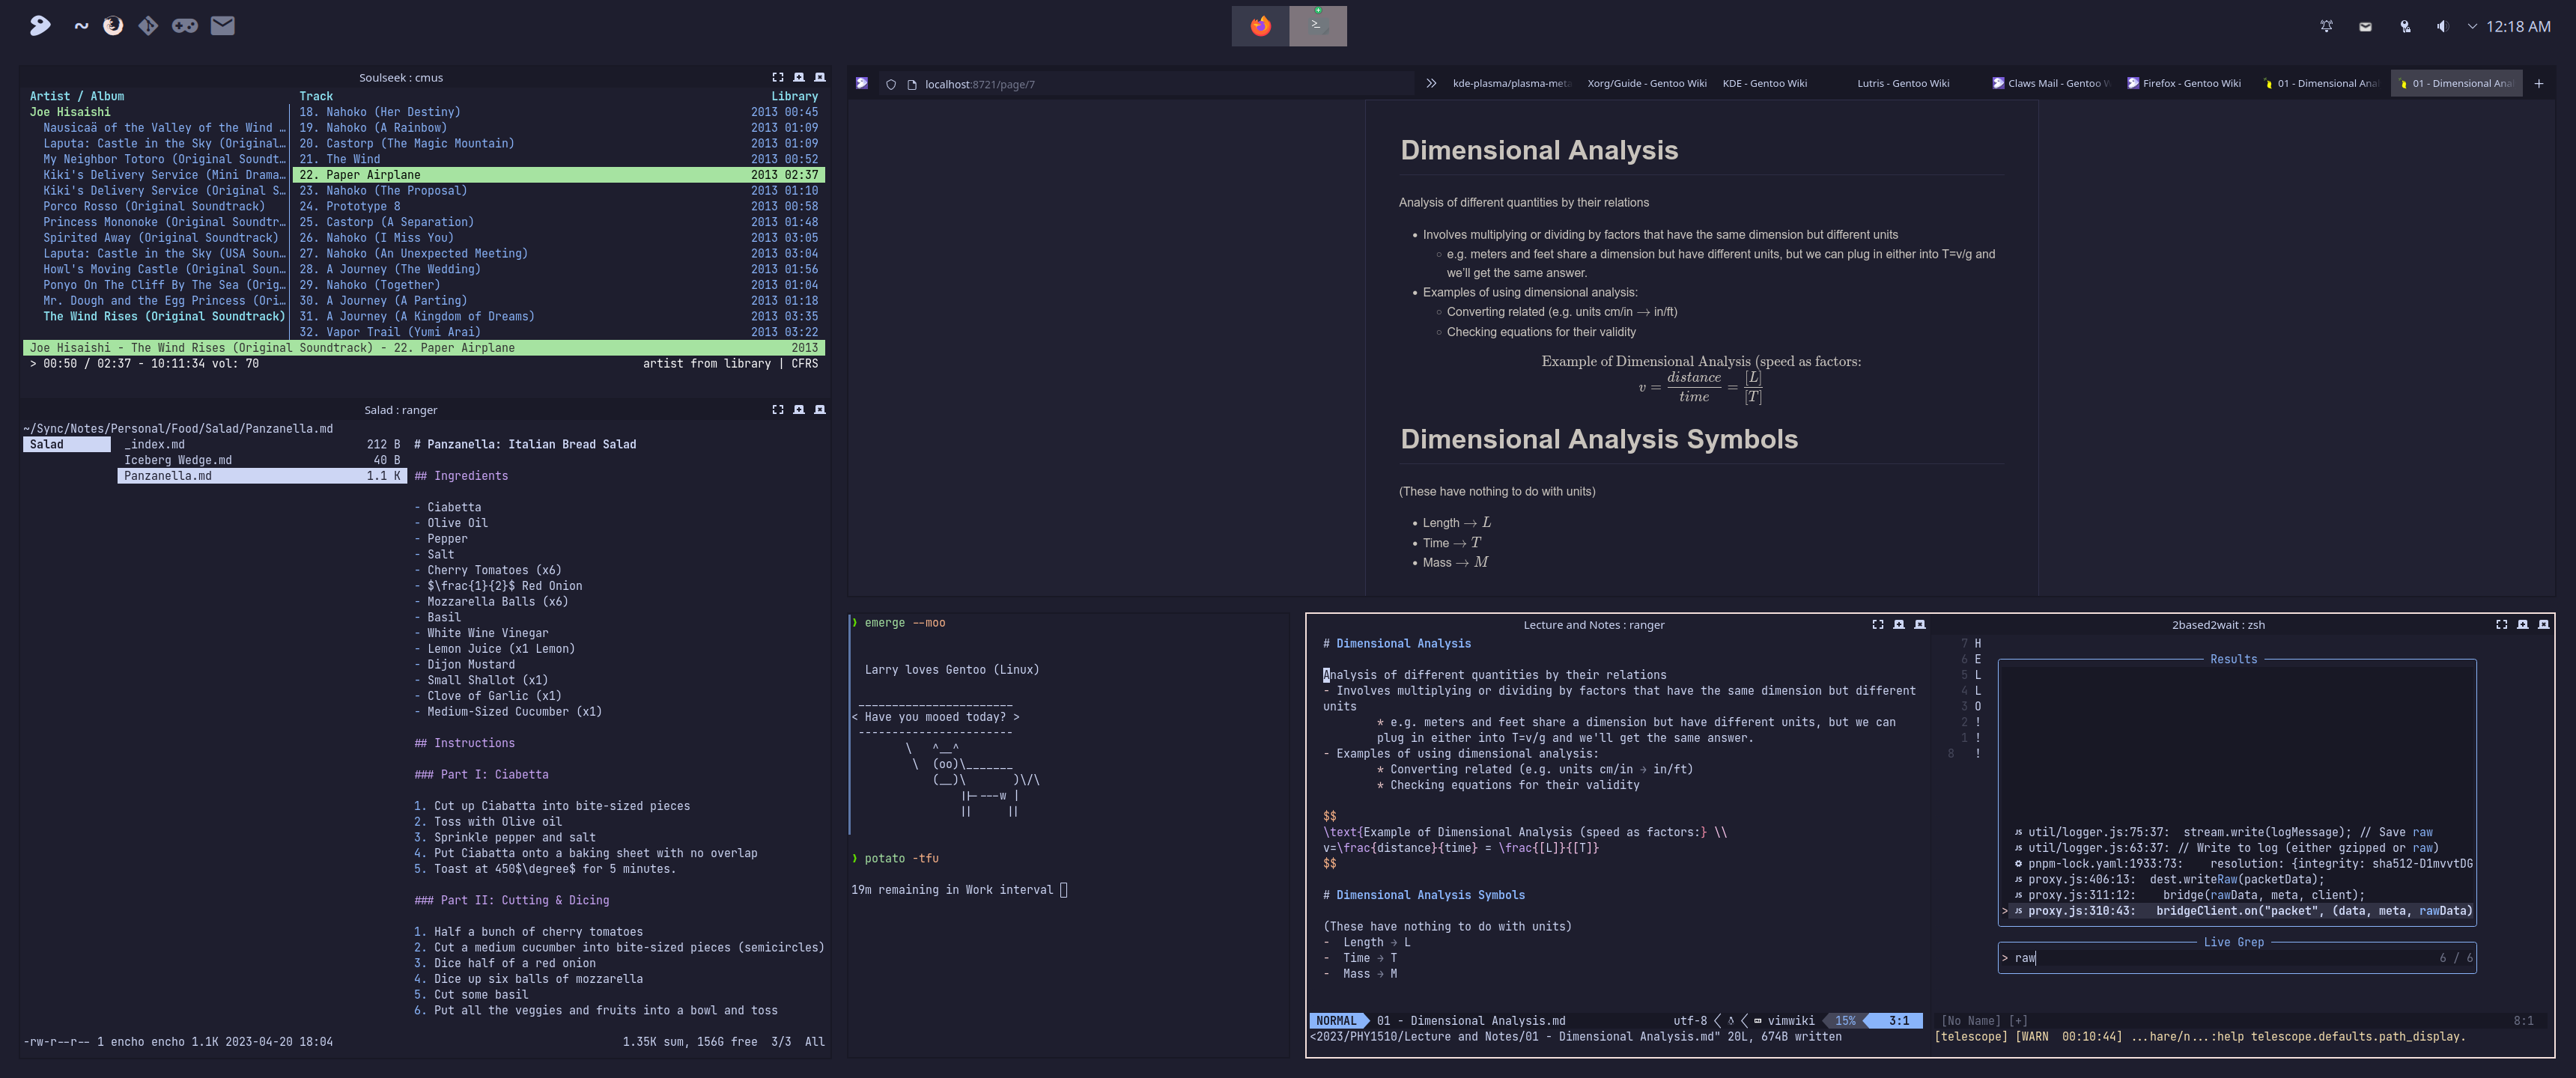 12:18 AM
Soulseek : cmus
Artist / Album Track Library
Joe Hisaishi 18. Nahoko (Her Destiny) 2013 00:45
Nausicaä of the Valley of the Wind … 19. Nahoko (A Rainbow) 2013 01:09
Laputa: Castle in the Sky (Original… 20. Castorp (The Magic Mountain) 2013 01:09
My Neighbor Totoro (Original Soundt… 21. The Wind 2013 00:52
Kiki's Delivery Service (Mini Drama… 22. Paper Airplane 2013 02:37
Kiki's Delivery Service (Original S… 23. Nahoko (The Proposal) 2013 01:10
Porco Rosso (Original Soundtrack) 24. Prototype 8 2013 00:58
Princess Mononoke (Original Soundtr… 25. Castorp (A Separation) 2013 01:48
Spirited Away (Original Soundtrack) 26. Nahoko (I Miss You) 2013 03:05
Laputa: Castle in the Sky (USA Soun… 27. Nahoko (An Unexpected Meeting) 2013 03:04
Howl's Moving Castle (Original Soun… 28. A Journey (The Wedding) 2013 01:56
Ponyo On The Cliff By The Sea (Orig… 29. Nahoko (Together) 2013 01:04
Mr. Dough and the Egg Princess (Ori… 30. A Journey (A Parting) 2013 01:18
The Wind Rises (Original Soundtrack) 31. A Journey (A Kingdom of Dreams) 2013 03:35
32. Vapor Trail (Yumi Arai) 2013 03:22
Joe Hisaishi - The Wind Rises (Original Soundtrack) - 22. Paper Airplane 2013
> 00:50 / 02:37 - 10:11:34 vol: 70 artist from library | CFRS
Salad : ranger
~/Sync/Notes/Personal/Food/Salad/Panzanella.md
Salad _index.md 212 B
Iceberg Wedge.md 40 B
Panzanella.md 1.1 K
# Panzanella: Italian Bread Salad
## Ingredients
- Ciabetta
- Olive Oil
- Pepper
- Salt
- Cherry Tomatoes (x6)
- $\frac{1}{2}$ Red Onion
- Mozzarella Balls (x6)
- Basil
- White Wine Vinegar
- Lemon Juice (x1 Lemon)
- Dijon Mustard
- Small Shallot (x1)
- Clove of Garlic (x1)
- Medium-Sized Cucumber (x1)
## Instructions
### Part I: Ciabetta
1. Cut up Ciabatta into bite-sized pieces
2. Toss with Olive oil
3. Sprinkle pepper and salt
4. Put Ciabatta onto a baking sheet with no overlap
5. Toast at 450$\degree$ for 5 minutes.
### Part II: Cutting & Dicing
1. Half a bunch of cherry tomatoes
2. Cut a medium cucumber into bite-sized pieces (semicircles)
3. Dice half of a red onion
4. Dice up six balls of mozzarella
5. Cut some basil
6. Put all the veggies and fruits into a bowl and toss
-rw-r--r-- 1 encho encho 1.1K 2023-04-20 18:04 1.35K sum, 156G free 3/3 All
localhost:8721/page/7
kde-plasma/plasma-meta
Xorg/Guide - Gentoo Wiki
KDE - Gentoo Wiki
Lutris - Gentoo Wiki
Claws Mail - Gentoo W
Firefox - Gentoo Wiki
01 - Dimensional Ana
01 - Dimensional Ana
Dimensional Analysis
Analysis of different quantities by their relations
• Involves multiplying or dividing by factors that have the same dimension but different units
◦ e.g. meters and feet share a dimension but have different units, but we can plug in either into T=v/g and
we'll get the same answer.
• Examples of using dimensional analysis:
◦ Converting related (e.g. units cm/in → in/ft)
◦ Checking equations for their validity
Example of Dimensional Analysis (speed as factors:
v = distance/time = [L]/[T]
Dimensional Analysis Symbols
(These have nothing to do with units)
• Length → L
• Time → T
• Mass → M
❯ emerge --moo
Larry loves Gentoo (Linux)
_______________________
< Have you mooed today? >
-----------------------
\   ^__^
\  (oo)\_______
(__)\       )\/\
||----w |
||     ||
❯ potato -tfu
19m remaining in Work interval
Lecture and Notes : ranger
# Dimensional Analysis
Analysis of different quantities by their relations
- Involves multiplying or dividing by factors that have the same dimension but different
units
* e.g. meters and feet share a dimension but have different units, but we can
plug in either into T=v/g and we'll get the same answer.
- Examples of using dimensional analysis:
* Converting related (e.g. units cm/in → in/ft)
* Checking equations for their validity
$$
\text{Example of Dimensional Analysis (speed as factors:} \\
v=\frac{distance}{time} = \frac{[L]}{[T]}
$$
# Dimensional Analysis Symbols
(These have nothing to do with units)
- Length → L
- Time → T
- Mass → M
NORMAL 01 - Dimensional Analysis.md utf-8 vimwiki 15% 3:1
<2023/PHY1510/Lecture and Notes/01 - Dimensional Analysis.md" 20L, 674B written
2based2wait : zsh
7 H
6 E
5 L
4 L
3 O
2 !
1 !
8 !
Results
JS util/logger.js:75:37: stream.write(logMessage); // Save raw
JS util/logger.js:63:37: // Write to log (either gzipped or raw)
pnpm-lock.yaml:1933:73: resolution: {integrity: sha512-D1mvvtDG
JS proxy.js:406:13: dest.writeRaw(packetData);
JS proxy.js:311:12: bridge(rawData, meta, client);
> JS proxy.js:310:43: bridgeClient.on("packet", (data, meta, rawData)
Live Grep
> raw 6 / 6
[No Name] [+] 8:1
[telescope] [WARN 00:10:44] ...hare/n...:help telescope.defaults.path_display.